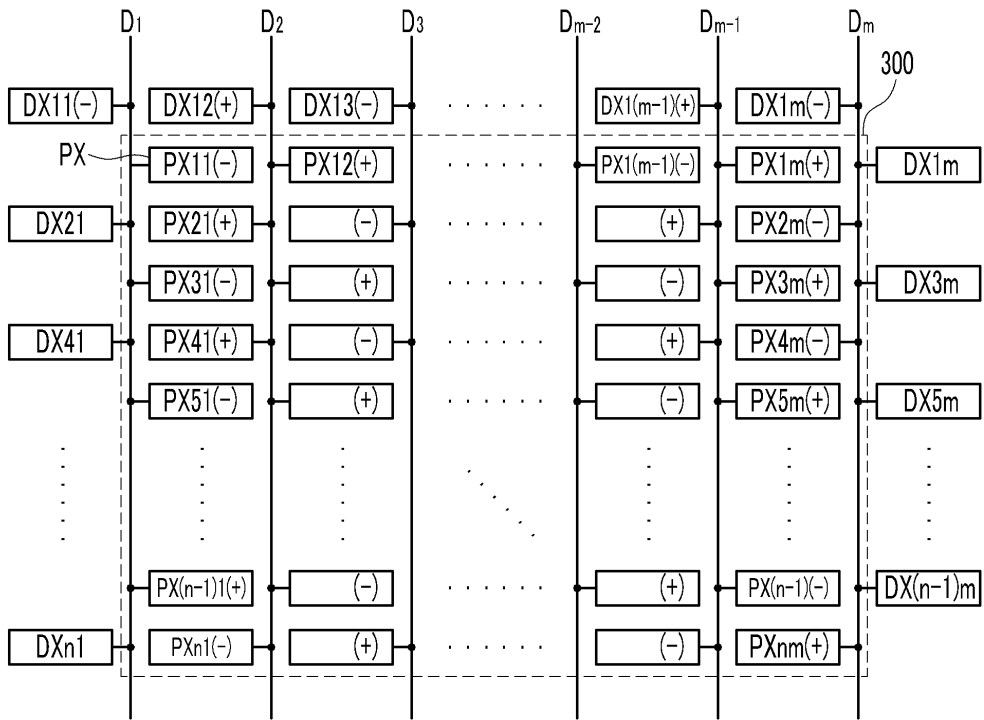 D1 D2 D3 Dm-2 Dm-1 Dm
300
DX11(-) DX12(+) DX13(-) DX1(m-1)(+) DX1m(-)
PX PX11(-) PX12(+) PX1(m-1)(-) PX1m(+) DX1m
DX21 PX21(+) (-) (+) PX2m(-)
PX31(-) (+) (-) PX3m(+) DX3m
DX41 PX41(+) (-) (+) PX4m(-)
PX51(-) (+) (-) PX5m(+) DX5m
PX(n-1)1(+) (-) (+) PX(n-1)(-) DX(n-1)m
DXn1 PXn1(-) (+) (-) PXnm(+)